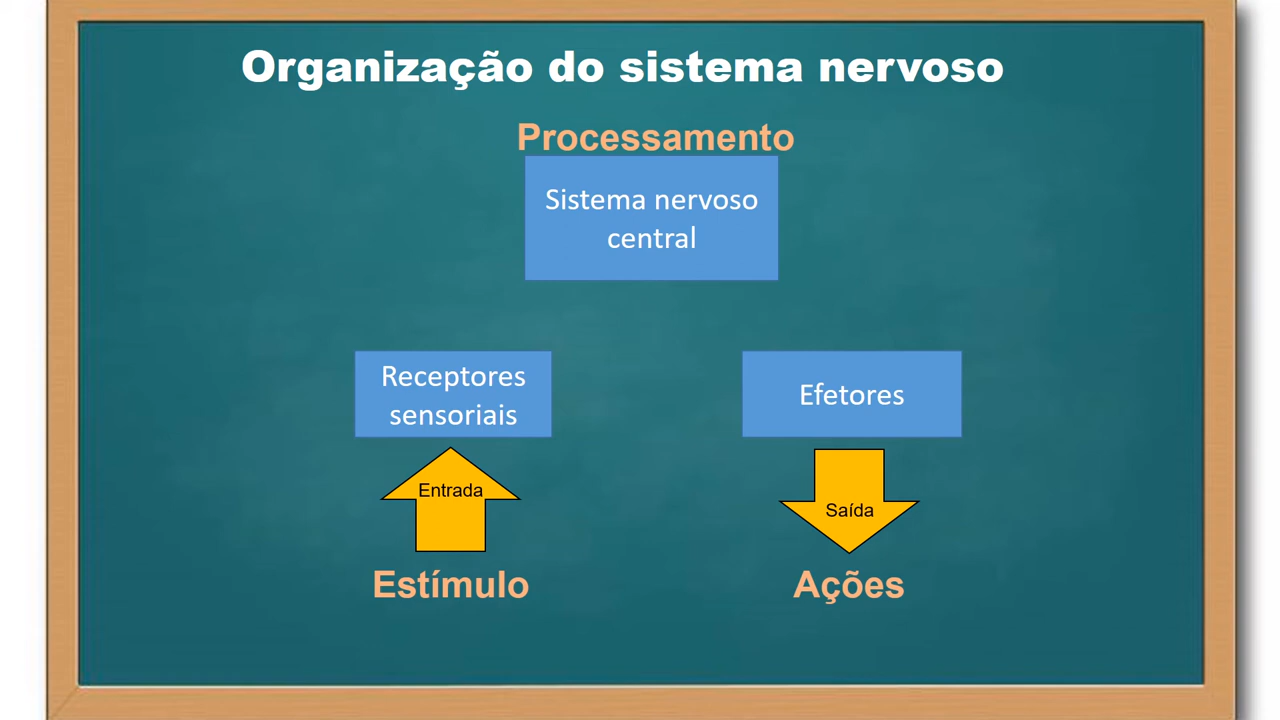 Organização do sistema nervoso
Processamento
Sistema nervoso
central
Receptores
sensoriais
Efetores
Entrada
Saída
Estímulo
Ações